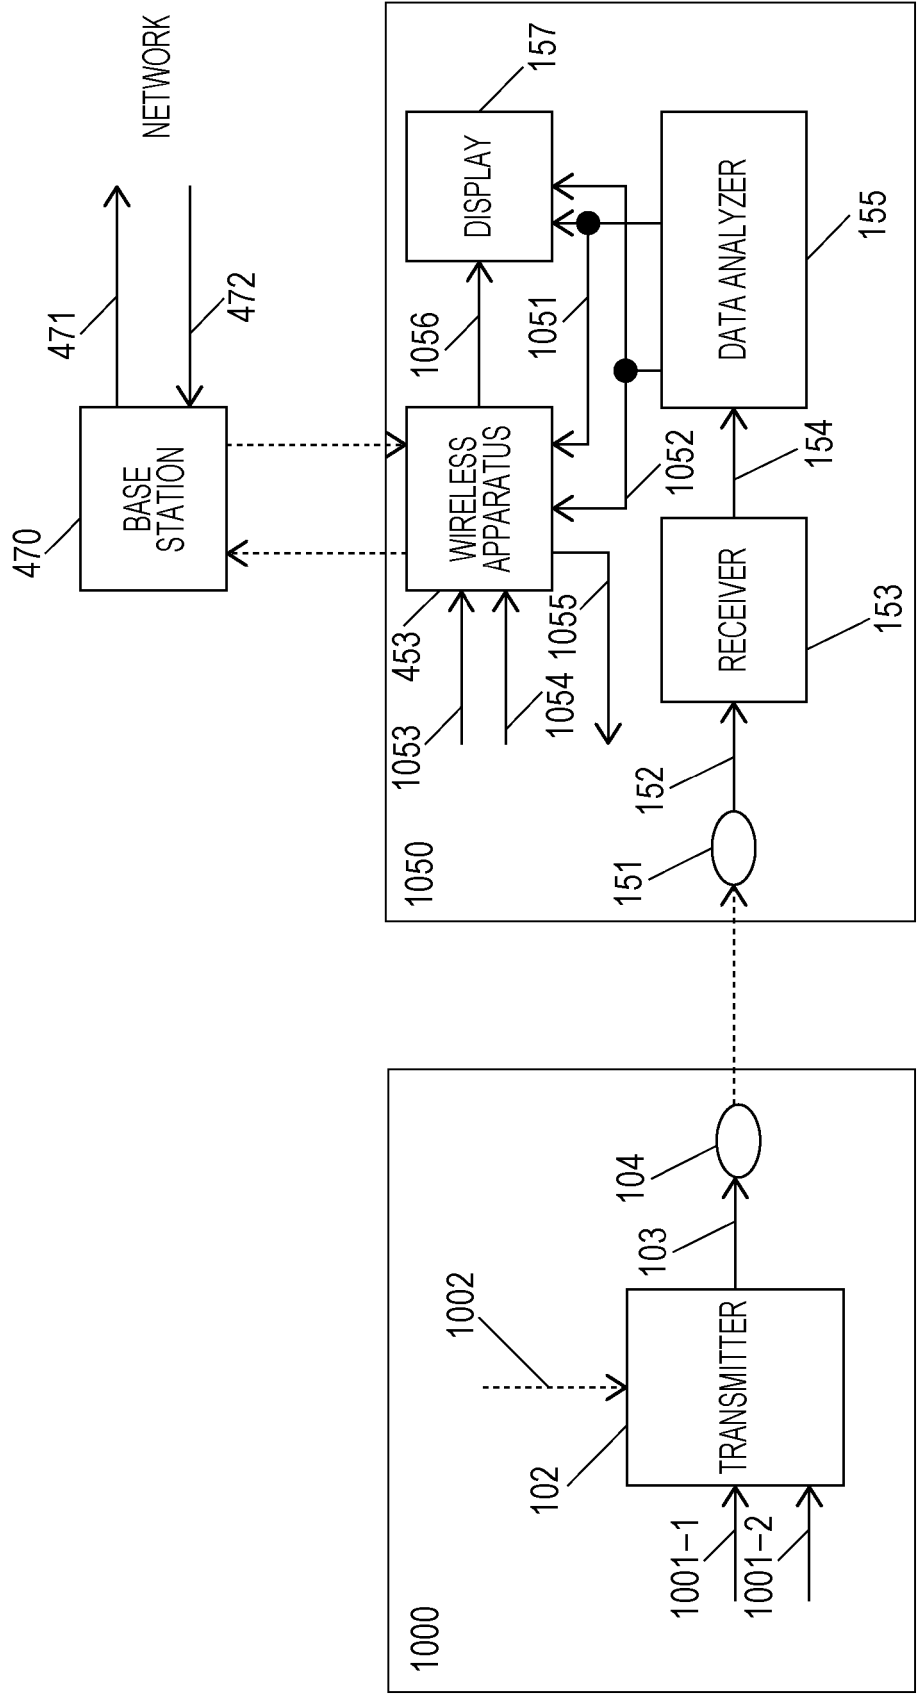 NETWORK
471
472
470
BASE
STATION
1050
1053
1054
453
WIRELESS
APPARATUS
1055
1056
DISPLAY
157
1051
1052
151
152
RECEIVER
153
154
DATA ANALYZER
155
1000
1001-1
1001-2
102
TRANSMITTER
1002
103
104